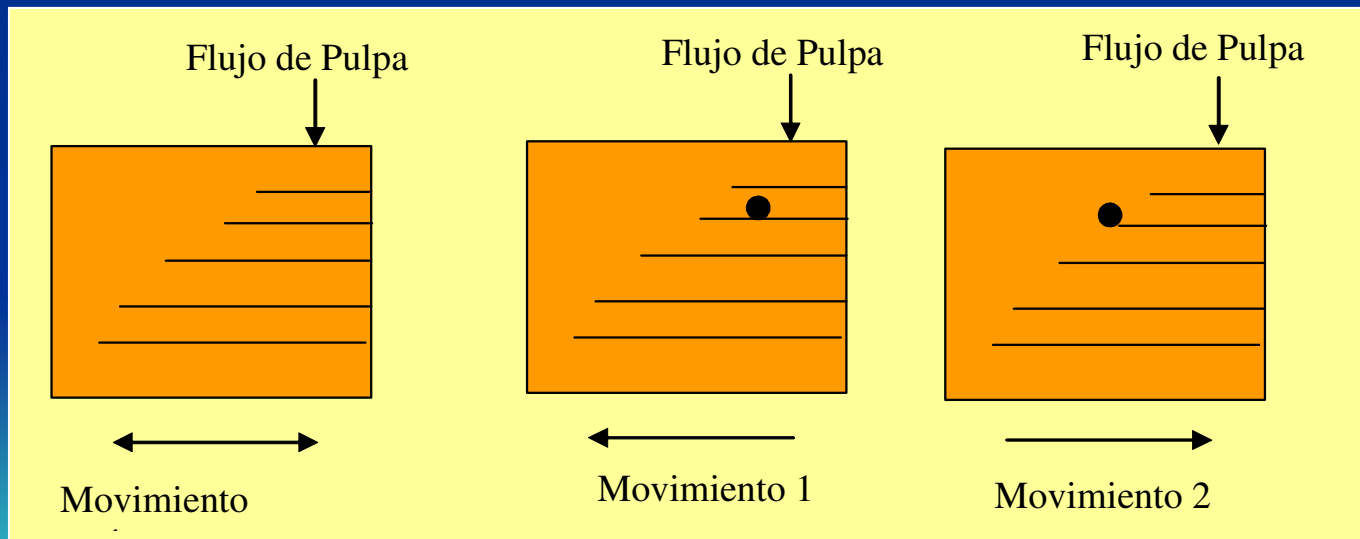 Flujo de Pulpa
Flujo de Pulpa
Flujo de Pulpa
Movimiento
Movimiento 1
Movimiento 2